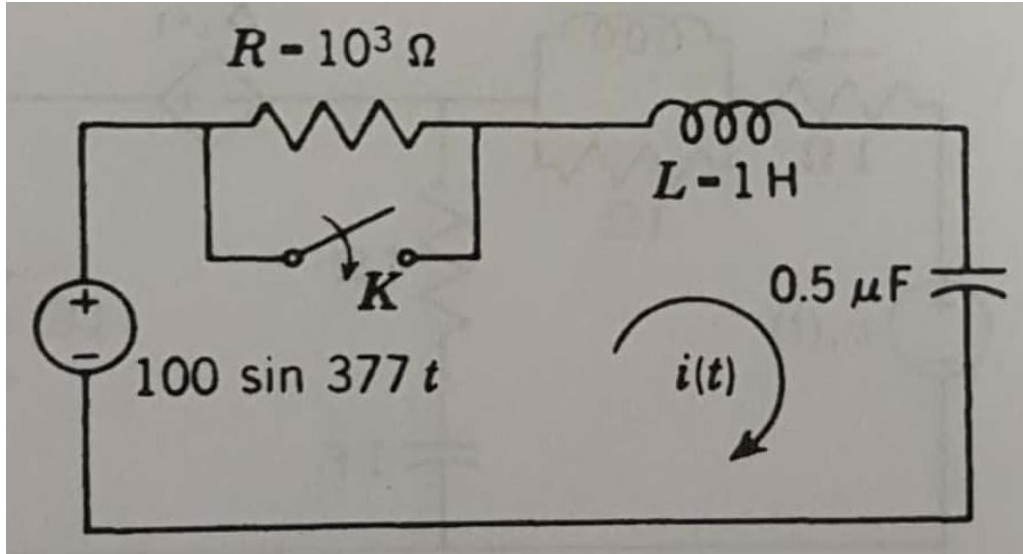 R - 10³ Ω
L - 1 H
K
0.5 μF
+
−
100 sin 377 t
i(t)